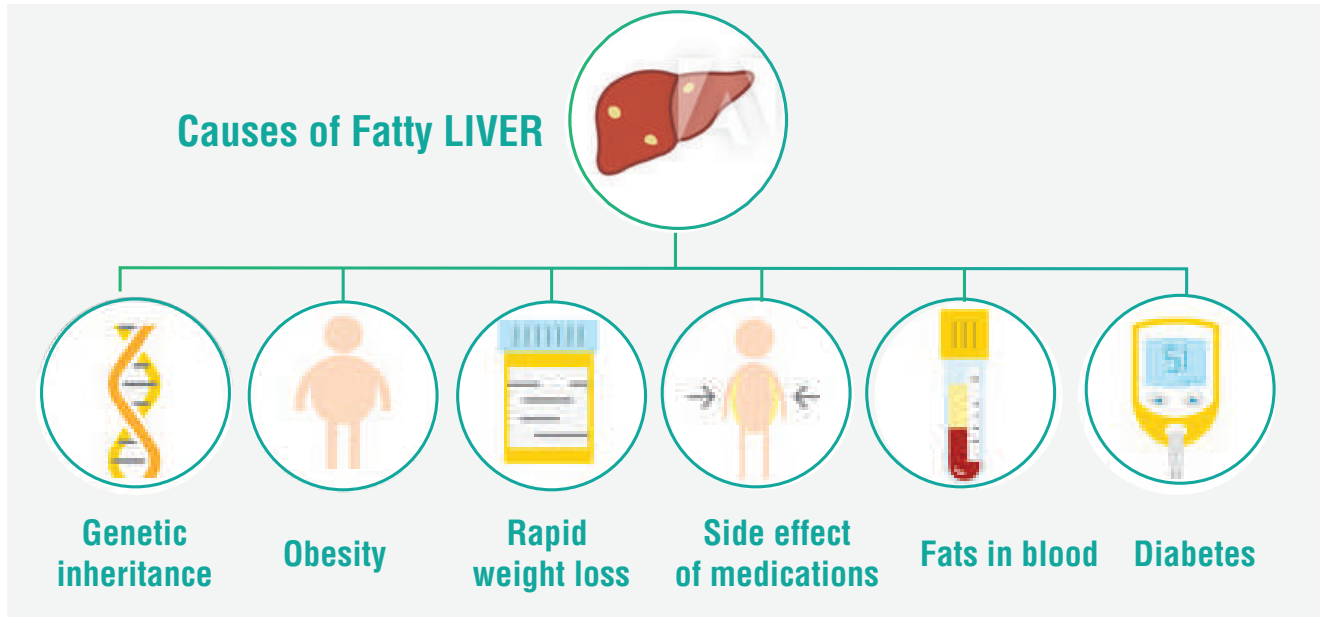 Causes of Fatty LIVER
Genetic
inheritance
Obesity
Rapid
weight loss
Side effect
of medications
Fats in blood
Diabetes